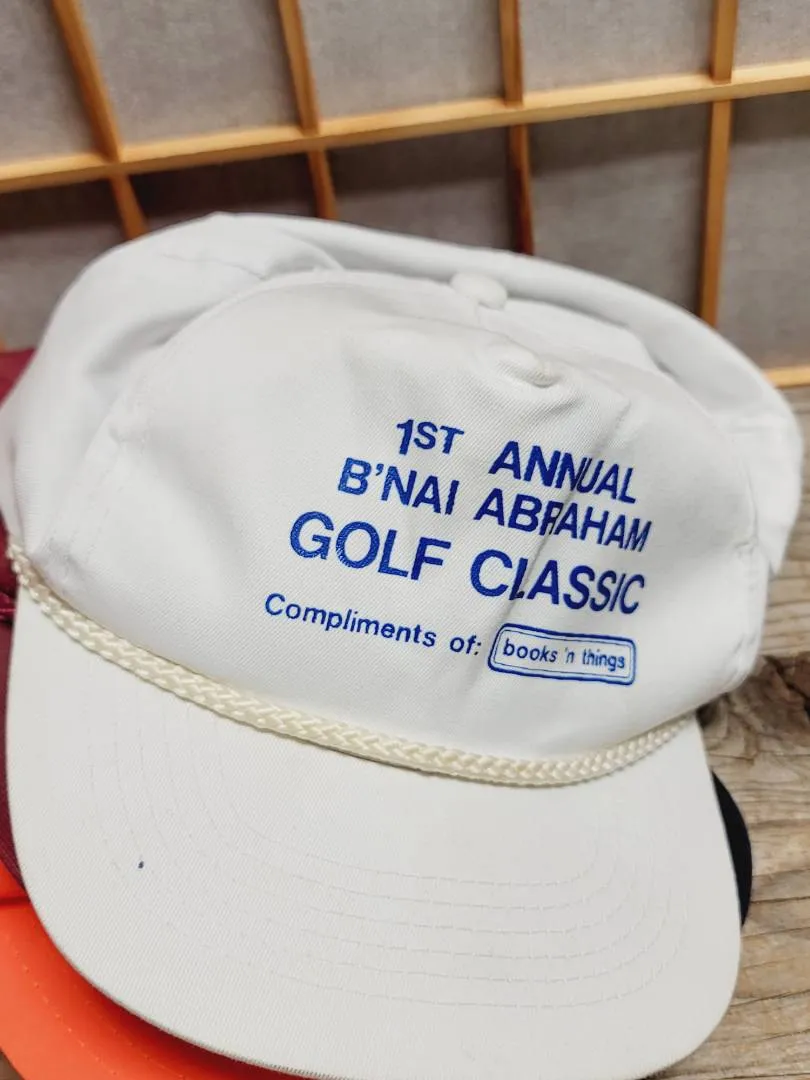 1ST ANNUAL
B'NAI ABRAHAM
GOLF CLASSIC
Compliments of: books 'n things